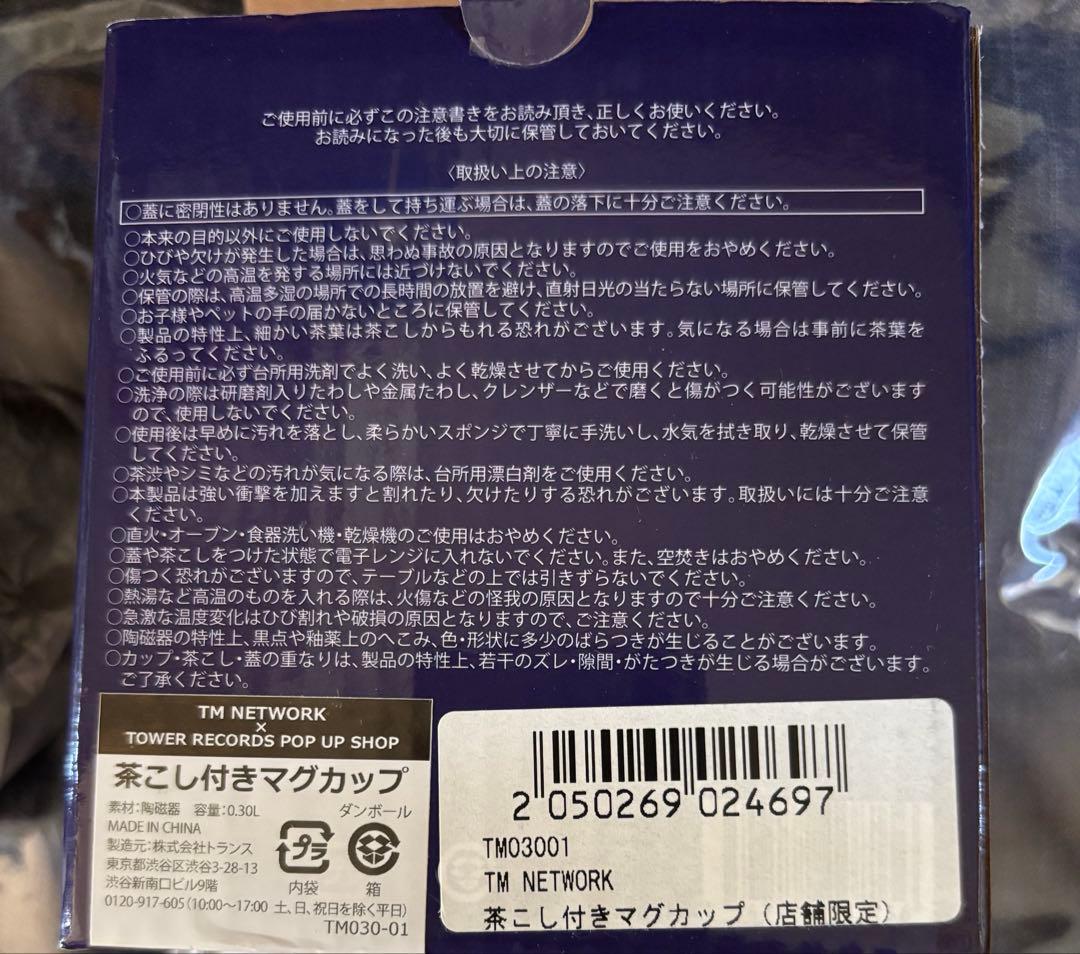 ご使用前に必ずこの注意書きをお読み頂き、正しくお使いください。
お読みになった後も大切に保管しておいてください。
〈取扱い上の注意〉
○蓋に密閉性はありません。蓋をして持ち運ぶ場合は、蓋の落下に十分ご注意ください。
○本来の目的以外にご使用しないでください。
○ひびや欠けが発生した場合は、思わぬ事故の原因となりますのでご使用をおやめください。
○火気などの高温を発する場所には近づけないでください。
○保管の際は、高温多湿の場所での長時間の放置を避け、直射日光の当たらない場所に保管してください。
○お子様やペットの手の届かないところに保管してください。
○製品の特性上、細かい茶葉は茶こしからもれる恐れがございます。気になる場合は事前に茶葉を
ふるってください。
○ご使用前に必ず台所用洗剤でよく洗い、よく乾燥させてからご使用ください。
○洗浄の際は研磨剤入りたわしや金属たわし、クレンザーなどで磨くと傷がつく可能性がございます
ので、使用しないでください。
○使用後は早めに汚れを落とし、柔らかいスポンジで丁寧に手洗いし、水気を拭き取り、乾燥させて保管
してください。
○茶渋やシミなどの汚れが気になる際は、台所用漂白剤をご使用ください。
○本製品は強い衝撃を加えますと割れたり、欠けたりする恐れがございます。取扱いには十分ご注意
ください。
○直火・オーブン・食器洗い機・乾燥機のご使用はおやめください。
○蓋や茶こしをつけた状態で電子レンジに入れないでください。また、空焚きはおやめください。
○傷つく恐れがございますので、テーブルなどの上では引きずらないでください。
○熱湯など高温のものを入れる際は、火傷などの怪我の原因となりますので十分ご注意ください。
○急激な温度変化はひび割れや破損の原因となりますので、ご注意ください。
○陶磁器の特性上、黒点や釉薬上のへこみ、色・形状に多少のばらつきが生じることがございます。
○カップ・茶こし・蓋の重なりは、製品の特性上、若干のズレ・隙間・がたつきが生じる場合がございます。
ご了承ください。
TM NETWORK
×
TOWER RECORDS POP UP SHOP
茶こし付きマグカップ
素材:陶磁器 容量:0.30L
MADE IN CHINA
製造元:株式会社トランス
東京都渋谷区渋谷3-28-13
渋谷新南口ビル9階
0120-917-605(10:00〜17:00 土、日、祝日を除く平日)
TM030-01
ダンボール
プラ
内袋
箱
2 050269 024697
TM03001
TM NETWORK
茶こし付きマグカップ(店舗限定)